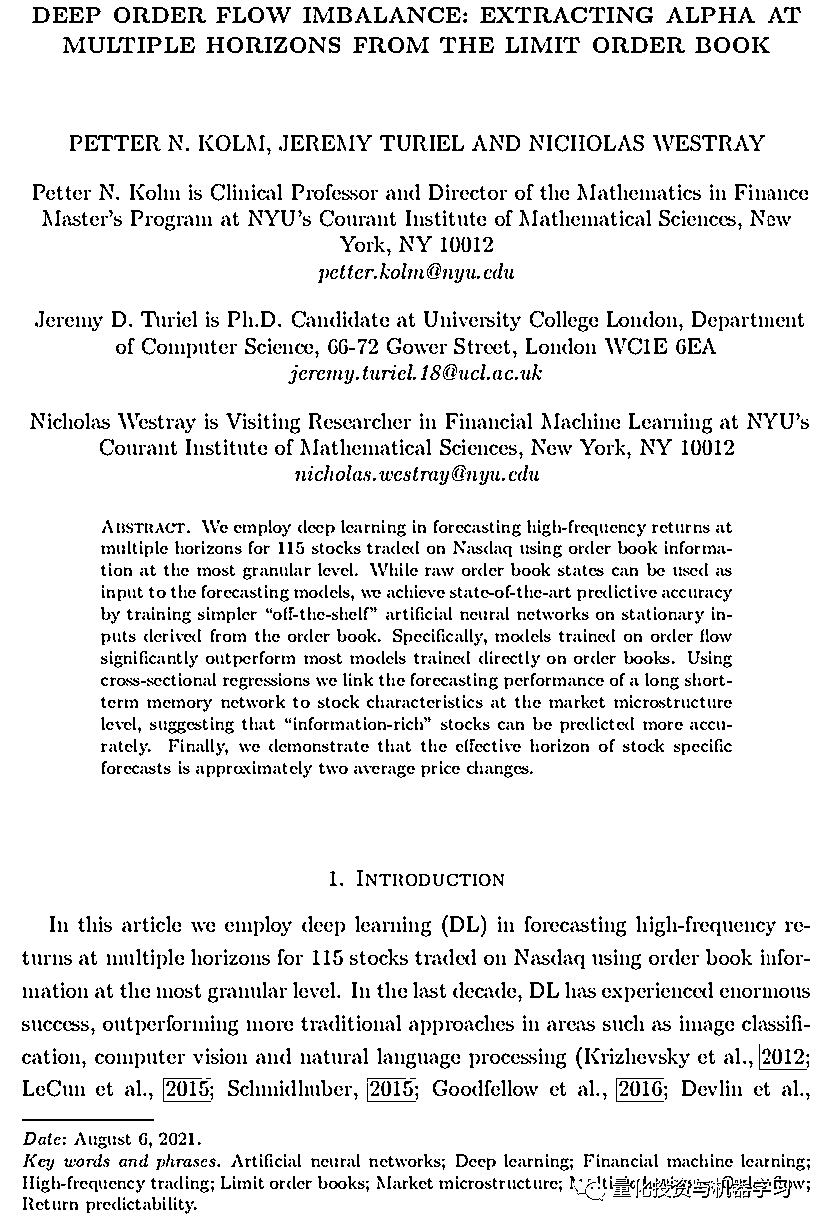 DEEP ORDER FLOW IMBALANCE: EXTRACTING ALPHA AT
MULTIPLE HORIZONS FROM THE LIMIT ORDER BOOK
PETTER N. KOLM, JEREMY TURIEL AND NICHOLAS WESTRAY
Petter N. Kolm is Clinical Professor and Director of the Mathematics in Finance
Master's Program at NYU's Courant Institute of Mathematical Sciences, New
York, NY 10012
petter.kolm@nyu.edu
Jeremy D. Turiel is Ph.D. Candidate at University College London, Department
of Computer Science, 66-72 Gower Street, London WC1E 6EA
jeremy.turiel.18@ucl.ac.uk
Nicholas Westray is Visiting Researcher in Financial Machine Learning at NYU's
Courant Institute of Mathematical Sciences, New York, NY 10012
nicholas.westray@nyu.edu
ABSTRACT. We employ deep learning in forecasting high-frequency returns at
multiple horizons for 115 stocks traded on Nasdaq using order book informa-
tion at the most granular level. While raw order book states can be used as
input to the forecasting models, we achieve state-of-the-art predictive accuracy
by training simpler “off-the-shelf” artificial neural networks on stationary in-
puts derived from the order book. Specifically, models trained on order flow
significantly outperform most models trained directly on order books. Using
cross-sectional regressions we link the forecasting performance of a long short-
term memory network to stock characteristics at the market microstructure
level, suggesting that “information-rich” stocks can be predicted more accu-
rately. Finally, we demonstrate that the effective horizon of stock specific
forecasts is approximately two average price changes.
1. INTRODUCTION
In this article we employ deep learning (DL) in forecasting high-frequency re-
turns at multiple horizons for 115 stocks traded on Nasdaq using order book infor-
mation at the most granular level. In the last decade, DL has experienced enormous
success, outperforming more traditional approaches in areas such as image classifi-
cation, computer vision and natural language processing (Krizhevsky et al., 2012;
LeCun et al., 2015; Schmidhuber, 2015; Goodfellow et al., 2016; Devlin et al.,
Date: August 6, 2021.
Key words and phrases. Artificial neural networks; Deep learning; Financial machine learning;
High-frequency trading; Limit order books; Market microstructure;
Return predictability.
量化投资与机器学习